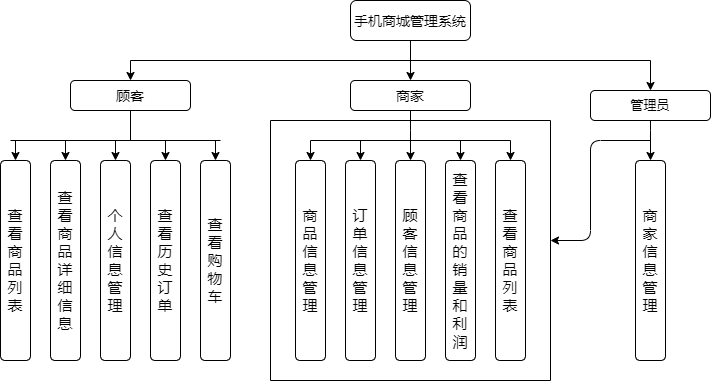 手机商城管理系统
顾客
商家
管理员
查看商品列表
查看商品详细信息
个人信息管理
查看历史订单
查看购物车
商品信息管理
订单信息管理
顾客信息管理
查看商品的销量和利润
查看商品列表
商家信息管理